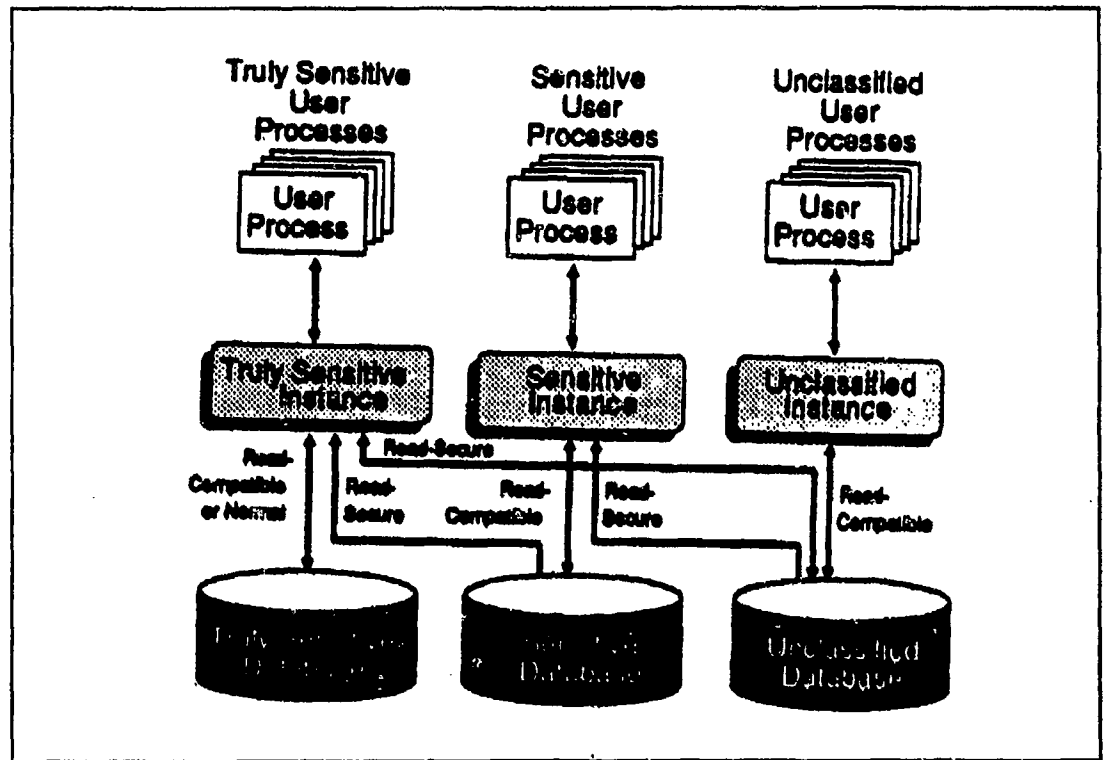 Truly Sensitive
User
Processes
Sensitive
User
Processes
Unclassified
User
Processes
User
Process
User
Process
User
Process
Truly Sensitive
Instance
Sensitive
Instance
Unclassified
Instance
Read-
Compatible
or Normal
Read-
Secure
Read-Secure
Read-
Compatible
Read-
Secure
Read-
Compatible
Database
Unclassified
Database